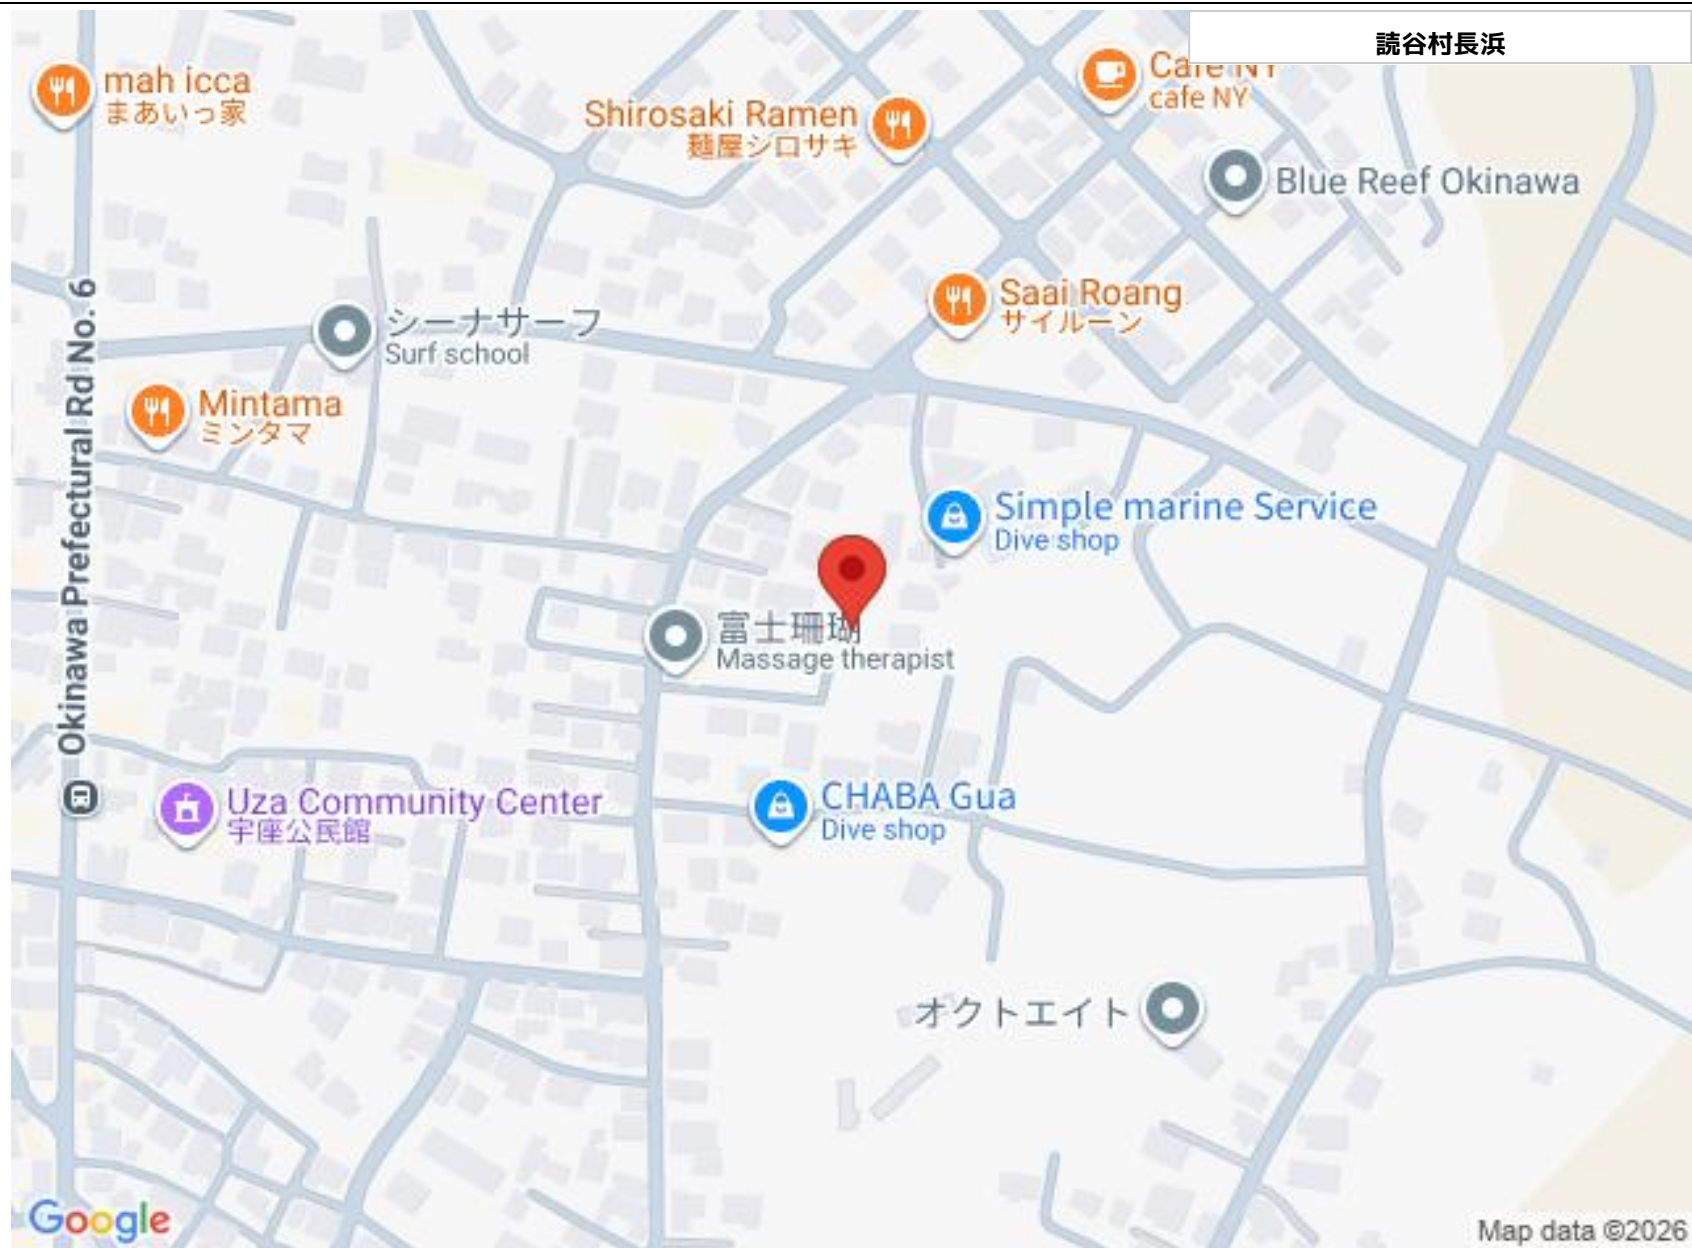 読谷村長浜
mah icca
まあいっ家
Shirosaki Ramen
麺屋シロサキ
Cafe NY
cafe NY
Blue Reef Okinawa
Saai Roang
サイルーン
シーナサーフ
Surf school
Mintama
ミンタマ
Okinawa Prefectural Rd No. 6
Simple marine Service
Dive shop
富士珊瑚
Massage therapist
Uza Community Center
宇座公民館
CHABA Gua
Dive shop
オクトエイト
Google
Map data ©2026